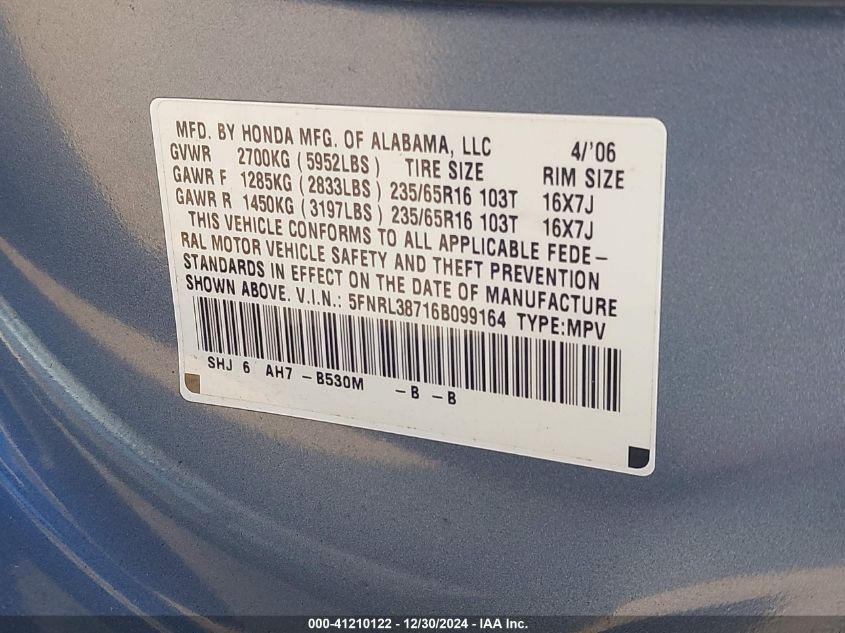 MFD. BY HONDA MFG. OF ALABAMA, LLC 4/'06
GVWR 2700KG (5952LBS) TIRE SIZE RIM SIZE
GAWR F 1285KG (2833LBS) 235/65R16 103T 16X7J
GAWR R 1450KG (3197LBS) 235/65R16 103T 16X7J
THIS VEHICLE CONFORMS TO ALL APPLICABLE FEDE-
RAL MOTOR VEHICLE SAFETY AND THEFT PREVENTION
STANDARDS IN EFFECT ON THE DATE OF MANUFACTURE
SHOWN ABOVE. V.I.N.: 5FNRL38716B099164 TYPE:MPV
SHJ 6 AH7 -B530M -B -B
000-41210122 - 12/30/2024 - IAA Inc.